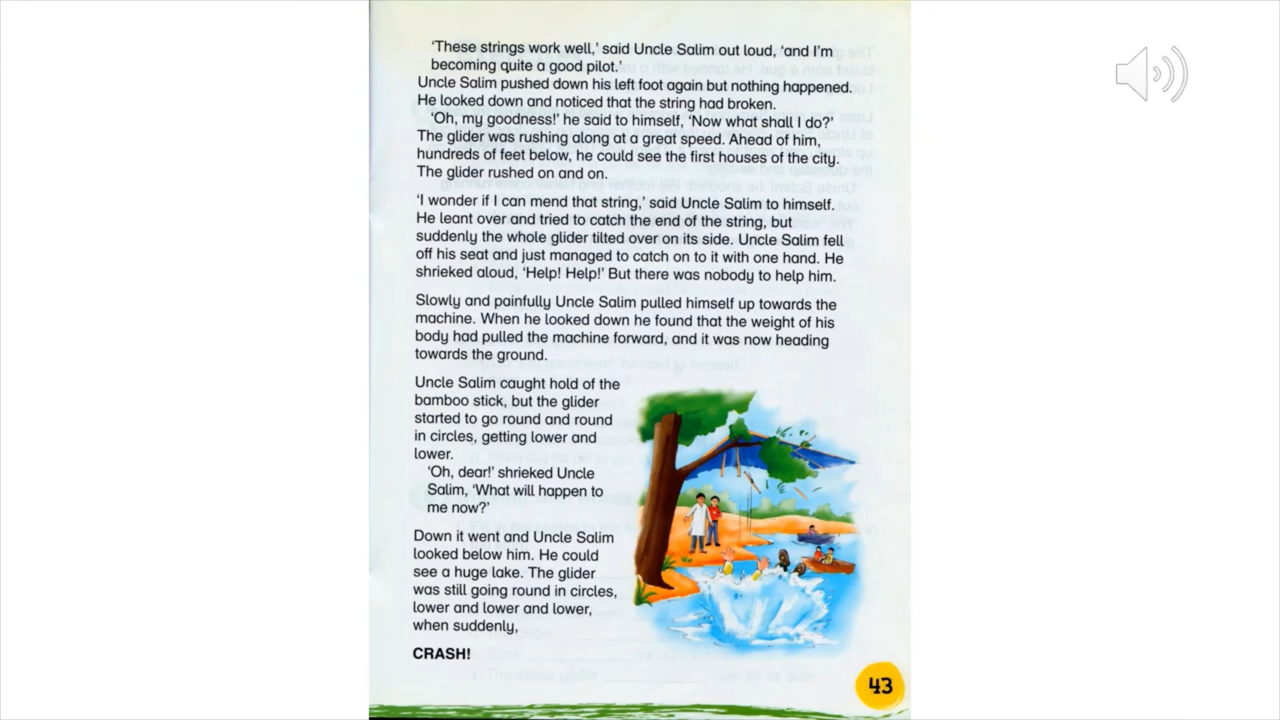 ‘These strings work well,’ said Uncle Salim out loud, ‘and I’m
becoming quite a good pilot.’
Uncle Salim pushed down his left foot again but nothing happened.
He looked down and noticed that the string had broken.
‘Oh, my goodness!’ he said to himself, ‘Now what shall I do?’
The glider was rushing along at a great speed. Ahead of him,
hundreds of feet below, he could see the first houses of the city.
The glider rushed on and on.
‘I wonder if I can mend that string,’ said Uncle Salim to himself.
He leant over and tried to catch the end of the string, but
suddenly the whole glider tilted over on its side. Uncle Salim fell
off his seat and just managed to catch on to it with one hand. He
shrieked aloud, ‘Help! Help!’ But there was nobody to help him.
Slowly and painfully Uncle Salim pulled himself up towards the
machine. When he looked down he found that the weight of his
body had pulled the machine forward, and it was now heading
towards the ground.
Uncle Salim caught hold of the
bamboo stick, but the glider
started to go round and round
in circles, getting lower and
lower.
‘Oh, dear!’ shrieked Uncle
Salim, ‘What will happen to
me now?’
Down it went and Uncle Salim
looked below him. He could
see a huge lake. The glider
was still going round in circles,
lower and lower and lower,
when suddenly,
CRASH!
43